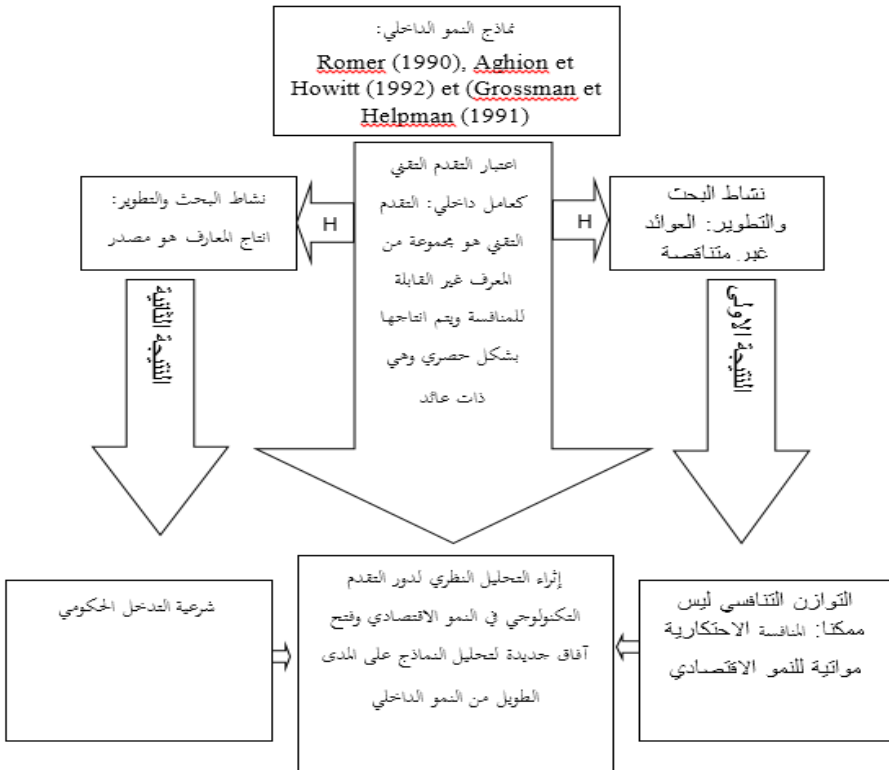 نماذج النمو الداخلي:
Romer (1990), Aghion et
Howitt (1992) et (Grossman et
Helpman (1991)
اعتبار التقدم التقني
كعامل داخلي: التقدم
التقني هو مجموعة من
المعرف غير القابلة
للمنافسة ويتم انتاجها
بشكل حصري وهي
ذات عائد
H
H
نشاط البحث
والتطوير: العوائد
غير متناقصة
نشاط البحث والتطوير:
انتاج المعارف هو مصدر
النتيجة الاولى
النتيجة الثانية
التوازن التنافسي ليس
ممكنا: المنافسة الاحتكارية
مواتية للنمو الاقتصادي
إثراء التحليل النظري لدور التقدم
التكنولوجي في النمو الاقتصادي وفتح
آفاق جديدة لتحليل النماذج على المدى
الطويل من النمو الداخلي
شرعية التدخل الحكومي